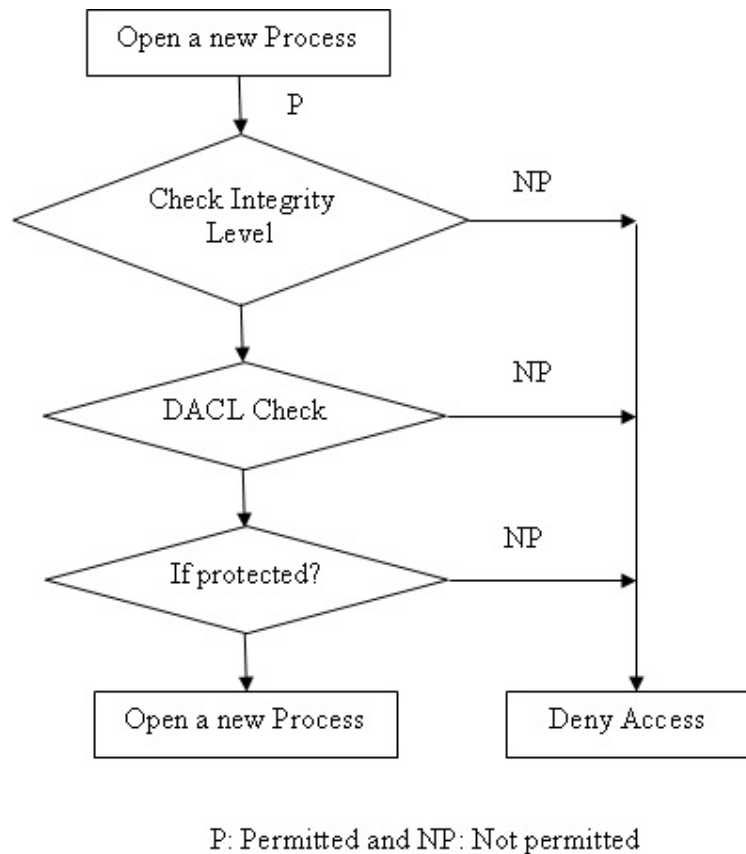 Open a new Process
P
Check Integrity
Level
NP
DACL Check
NP
If protected?
NP
Open a new Process
Deny Access
P: Permitted and NP: Not permitted